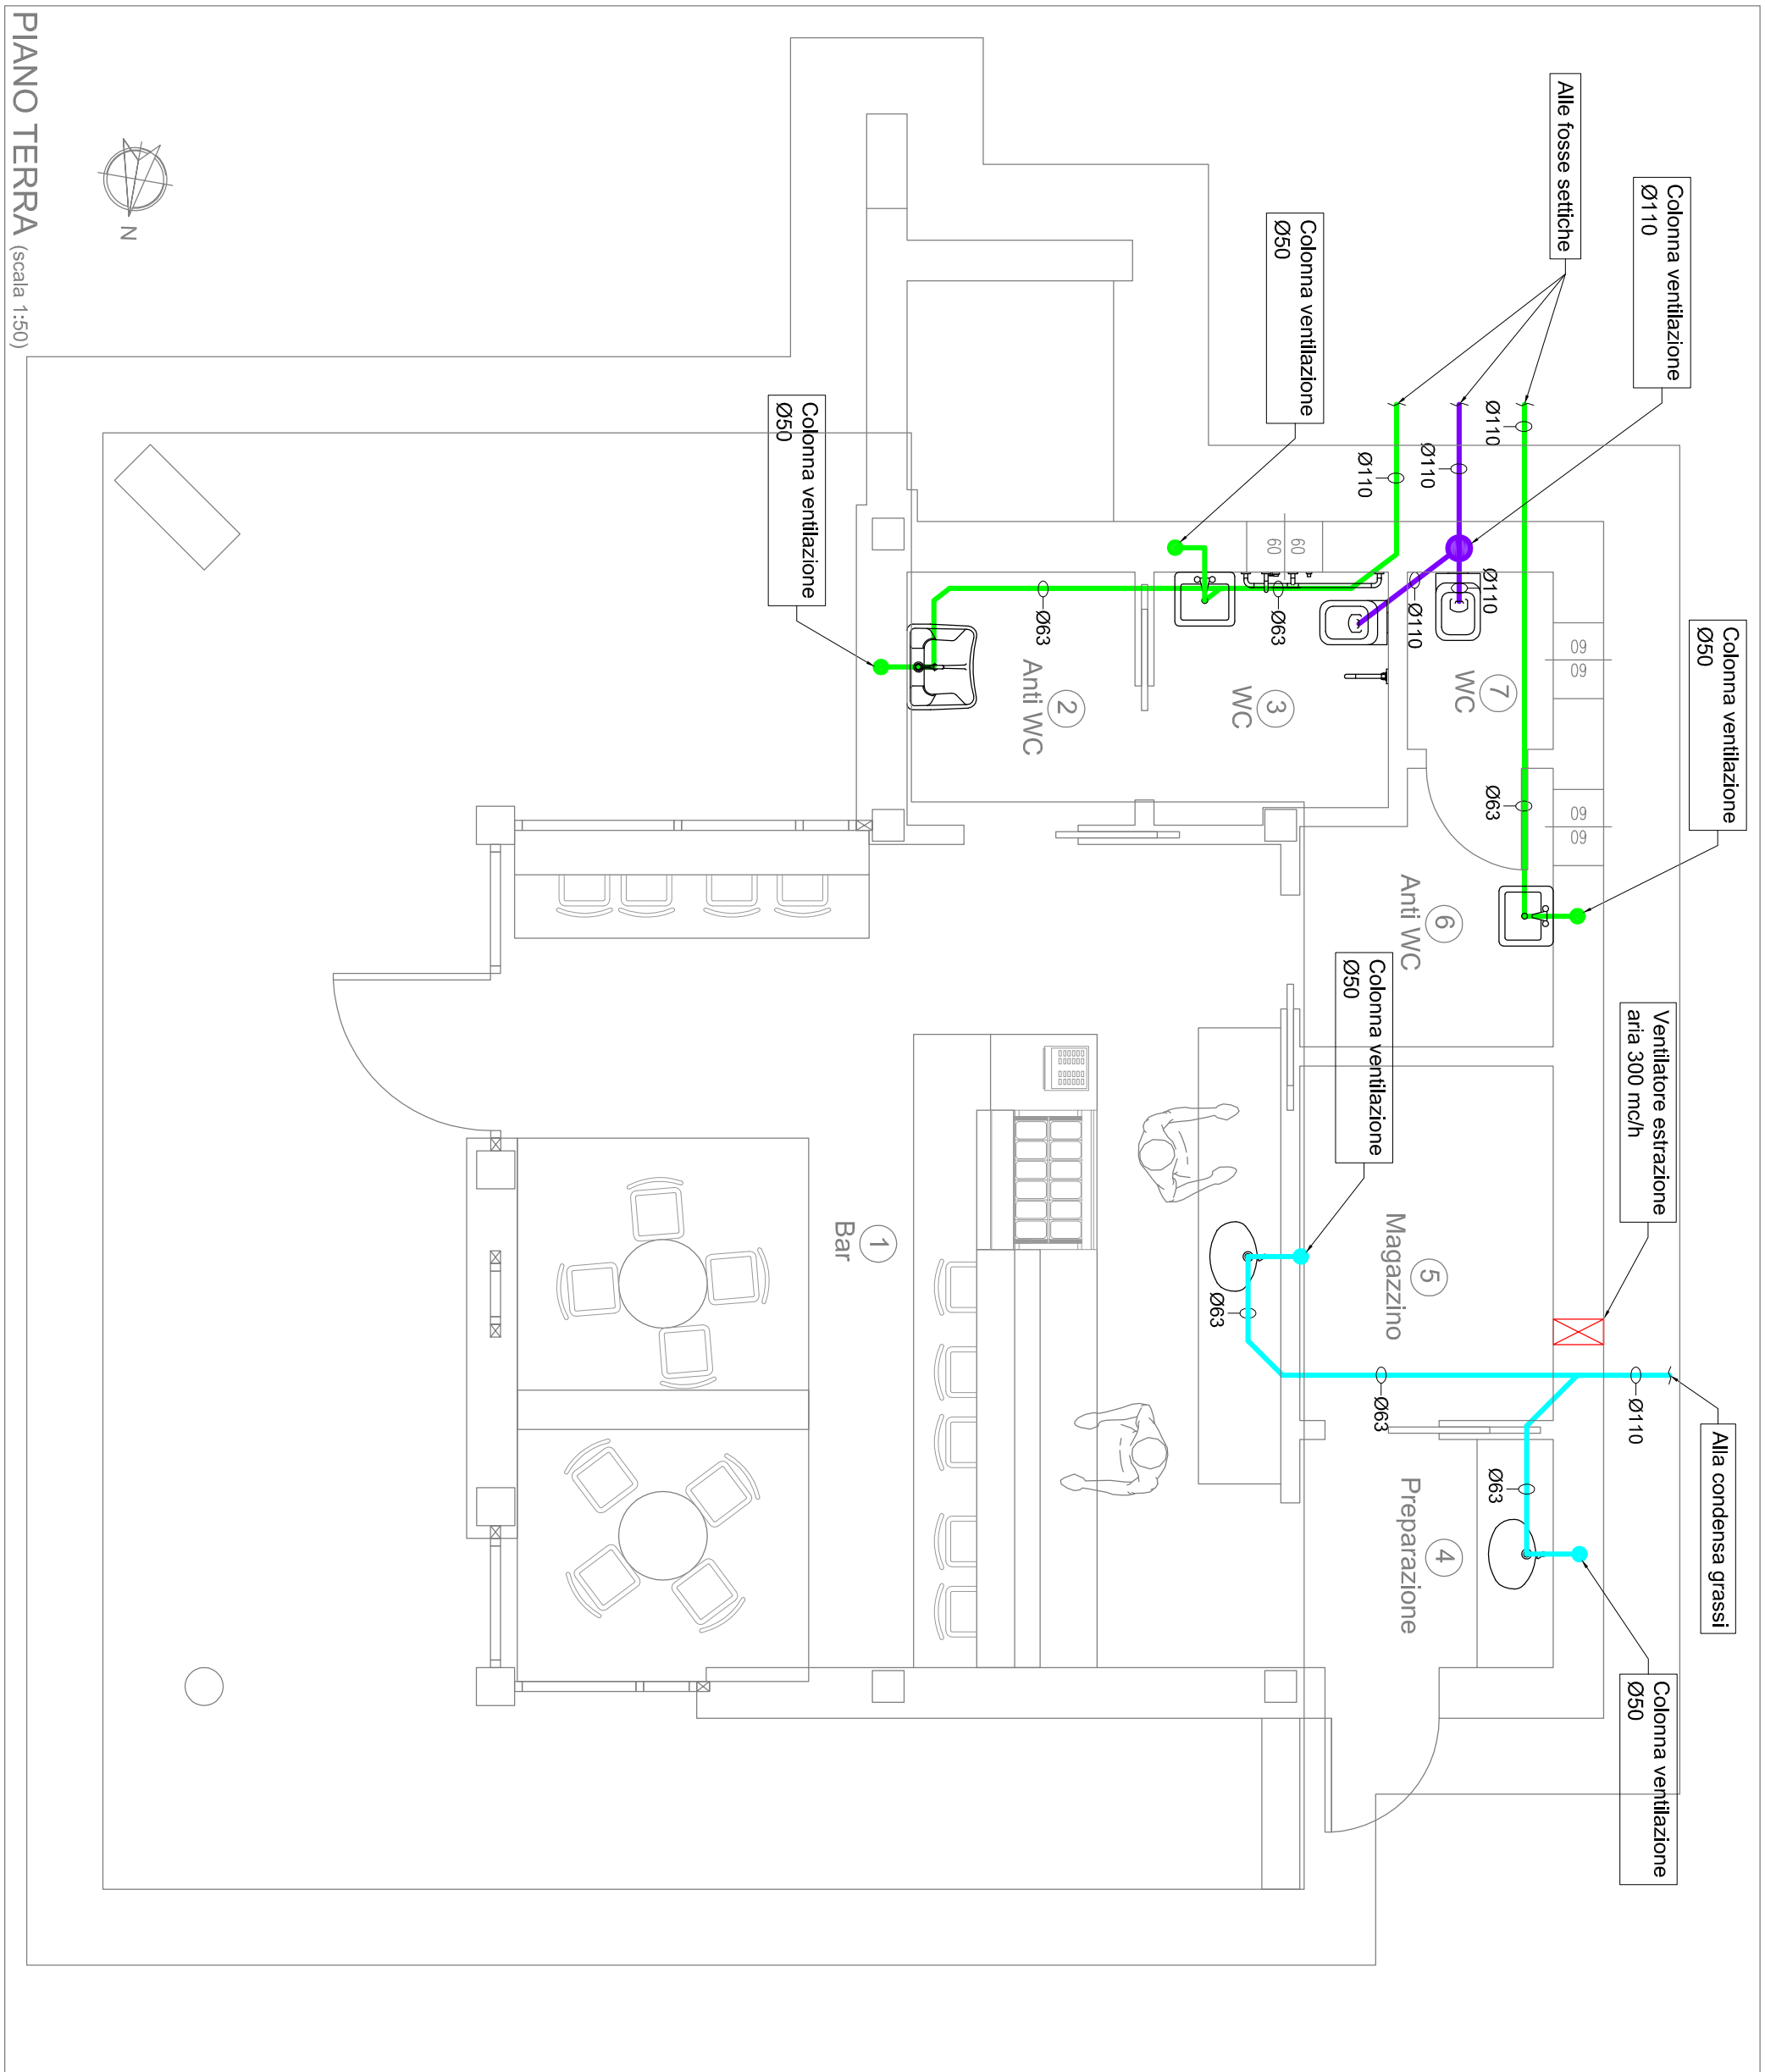 Alle fosse settiche
Colonna ventilazione
Ø110
Colonna ventilazione
Ø50
Colonna ventilazione
Ø50
Colonna ventilazione
Ø50
Colonna ventilazione
Ø50
Ventilatore estrazione
aria 300 mc/h
Alla condensa grassi
Colonna ventilazione
Ø50
Ø110
Ø110
Ø110
Ø110
Ø110
Ø63
Ø63
Ø63
Ø63
Ø63
Ø63
Ø110
60
60
60
60
60
60
7
WC
3
WC
2
Anti WC
6
Anti WC
5
Magazzino
4
Preparazione
1
Bar
N
PIANO TERRA (scala 1:50)